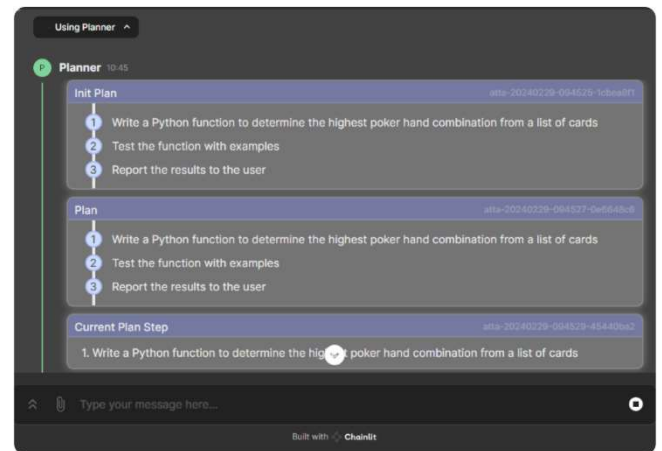 Using Planner
P
Planner 10:45
Init Plan
1 Write a Python function to determine the highest poker hand combination from a list of cards
2 Test the function with examples
3 Report the results to the user
Plan
1 Write a Python function to determine the highest poker hand combination from a list of cards
2 Test the function with examples
3 Report the results to the user
Current Plan Step
1. Write a Python function to determine the poker hand combination from a list of cards
Type your message here...
Built with Chainlit